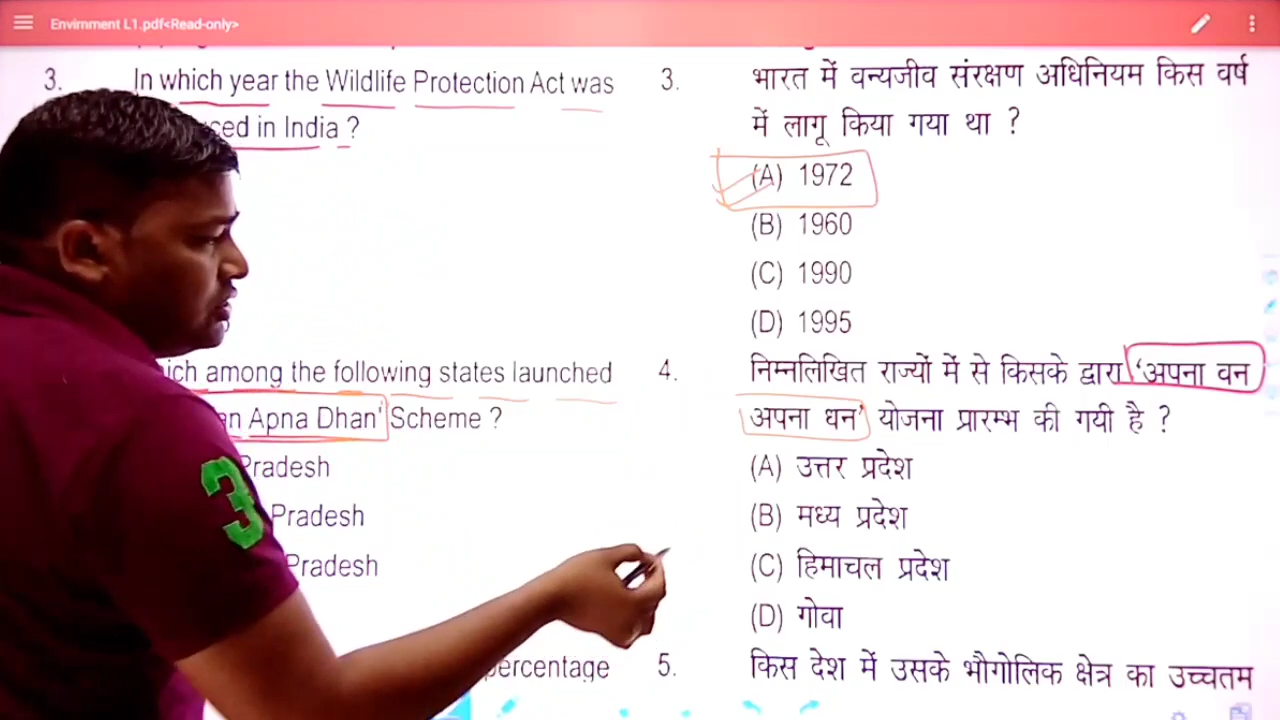 Envirnment L1.pdf<Read-only>
3. In which year the Wildlife Protection Act was
in India ?
which among the following states launched
Apna Dhan' Scheme ?
Pradesh
Pradesh
Pradesh
percentage
3. भारत में वन्यजीव संरक्षण अधिनियम किस वर्ष
में लागू किया गया था ?
(A) 1972
(B) 1960
(C) 1990
(D) 1995
4. निम्नलिखित राज्यों में से किसके द्वारा 'अपना वन
अपना धन' योजना प्रारम्भ की गयी है ?
(A) उत्तर प्रदेश
(B) मध्य प्रदेश
(C) हिमाचल प्रदेश
(D) गोवा
5. किस देश में उसके भौगोलिक क्षेत्र का उच्चतम
3